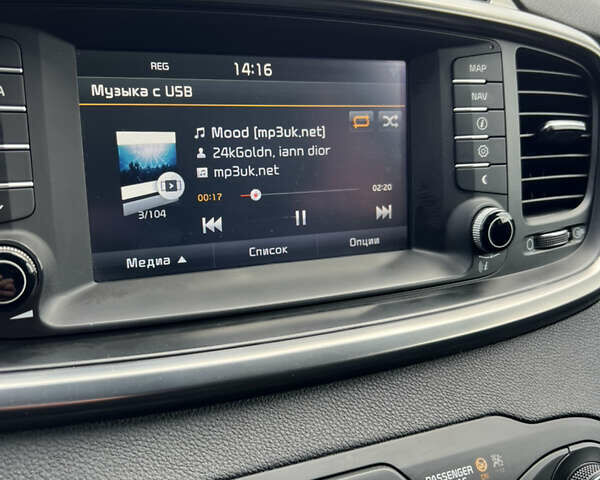 REG 14:16
Музыка с USB
Mood [mp3uk.net]
24kGoldn, iann dior
mp3uk.net
3/104
00:17 02:20
Медиа ▲ Список Опции
MAP
NAV
PASSENGER